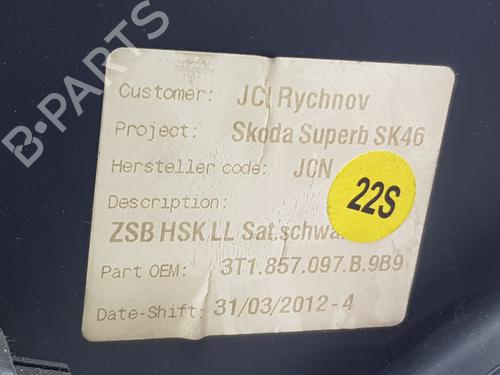 B-PARTS
Customer: JCI Rychnov
Project: Skoda Superb SK46
Hersteller code: JCN
22S
Description:
ZSB HSK LL Sat.schwa
Part OEM: 3T1.857.097.B.9B9
Date-Shift: 31/03/2012-4